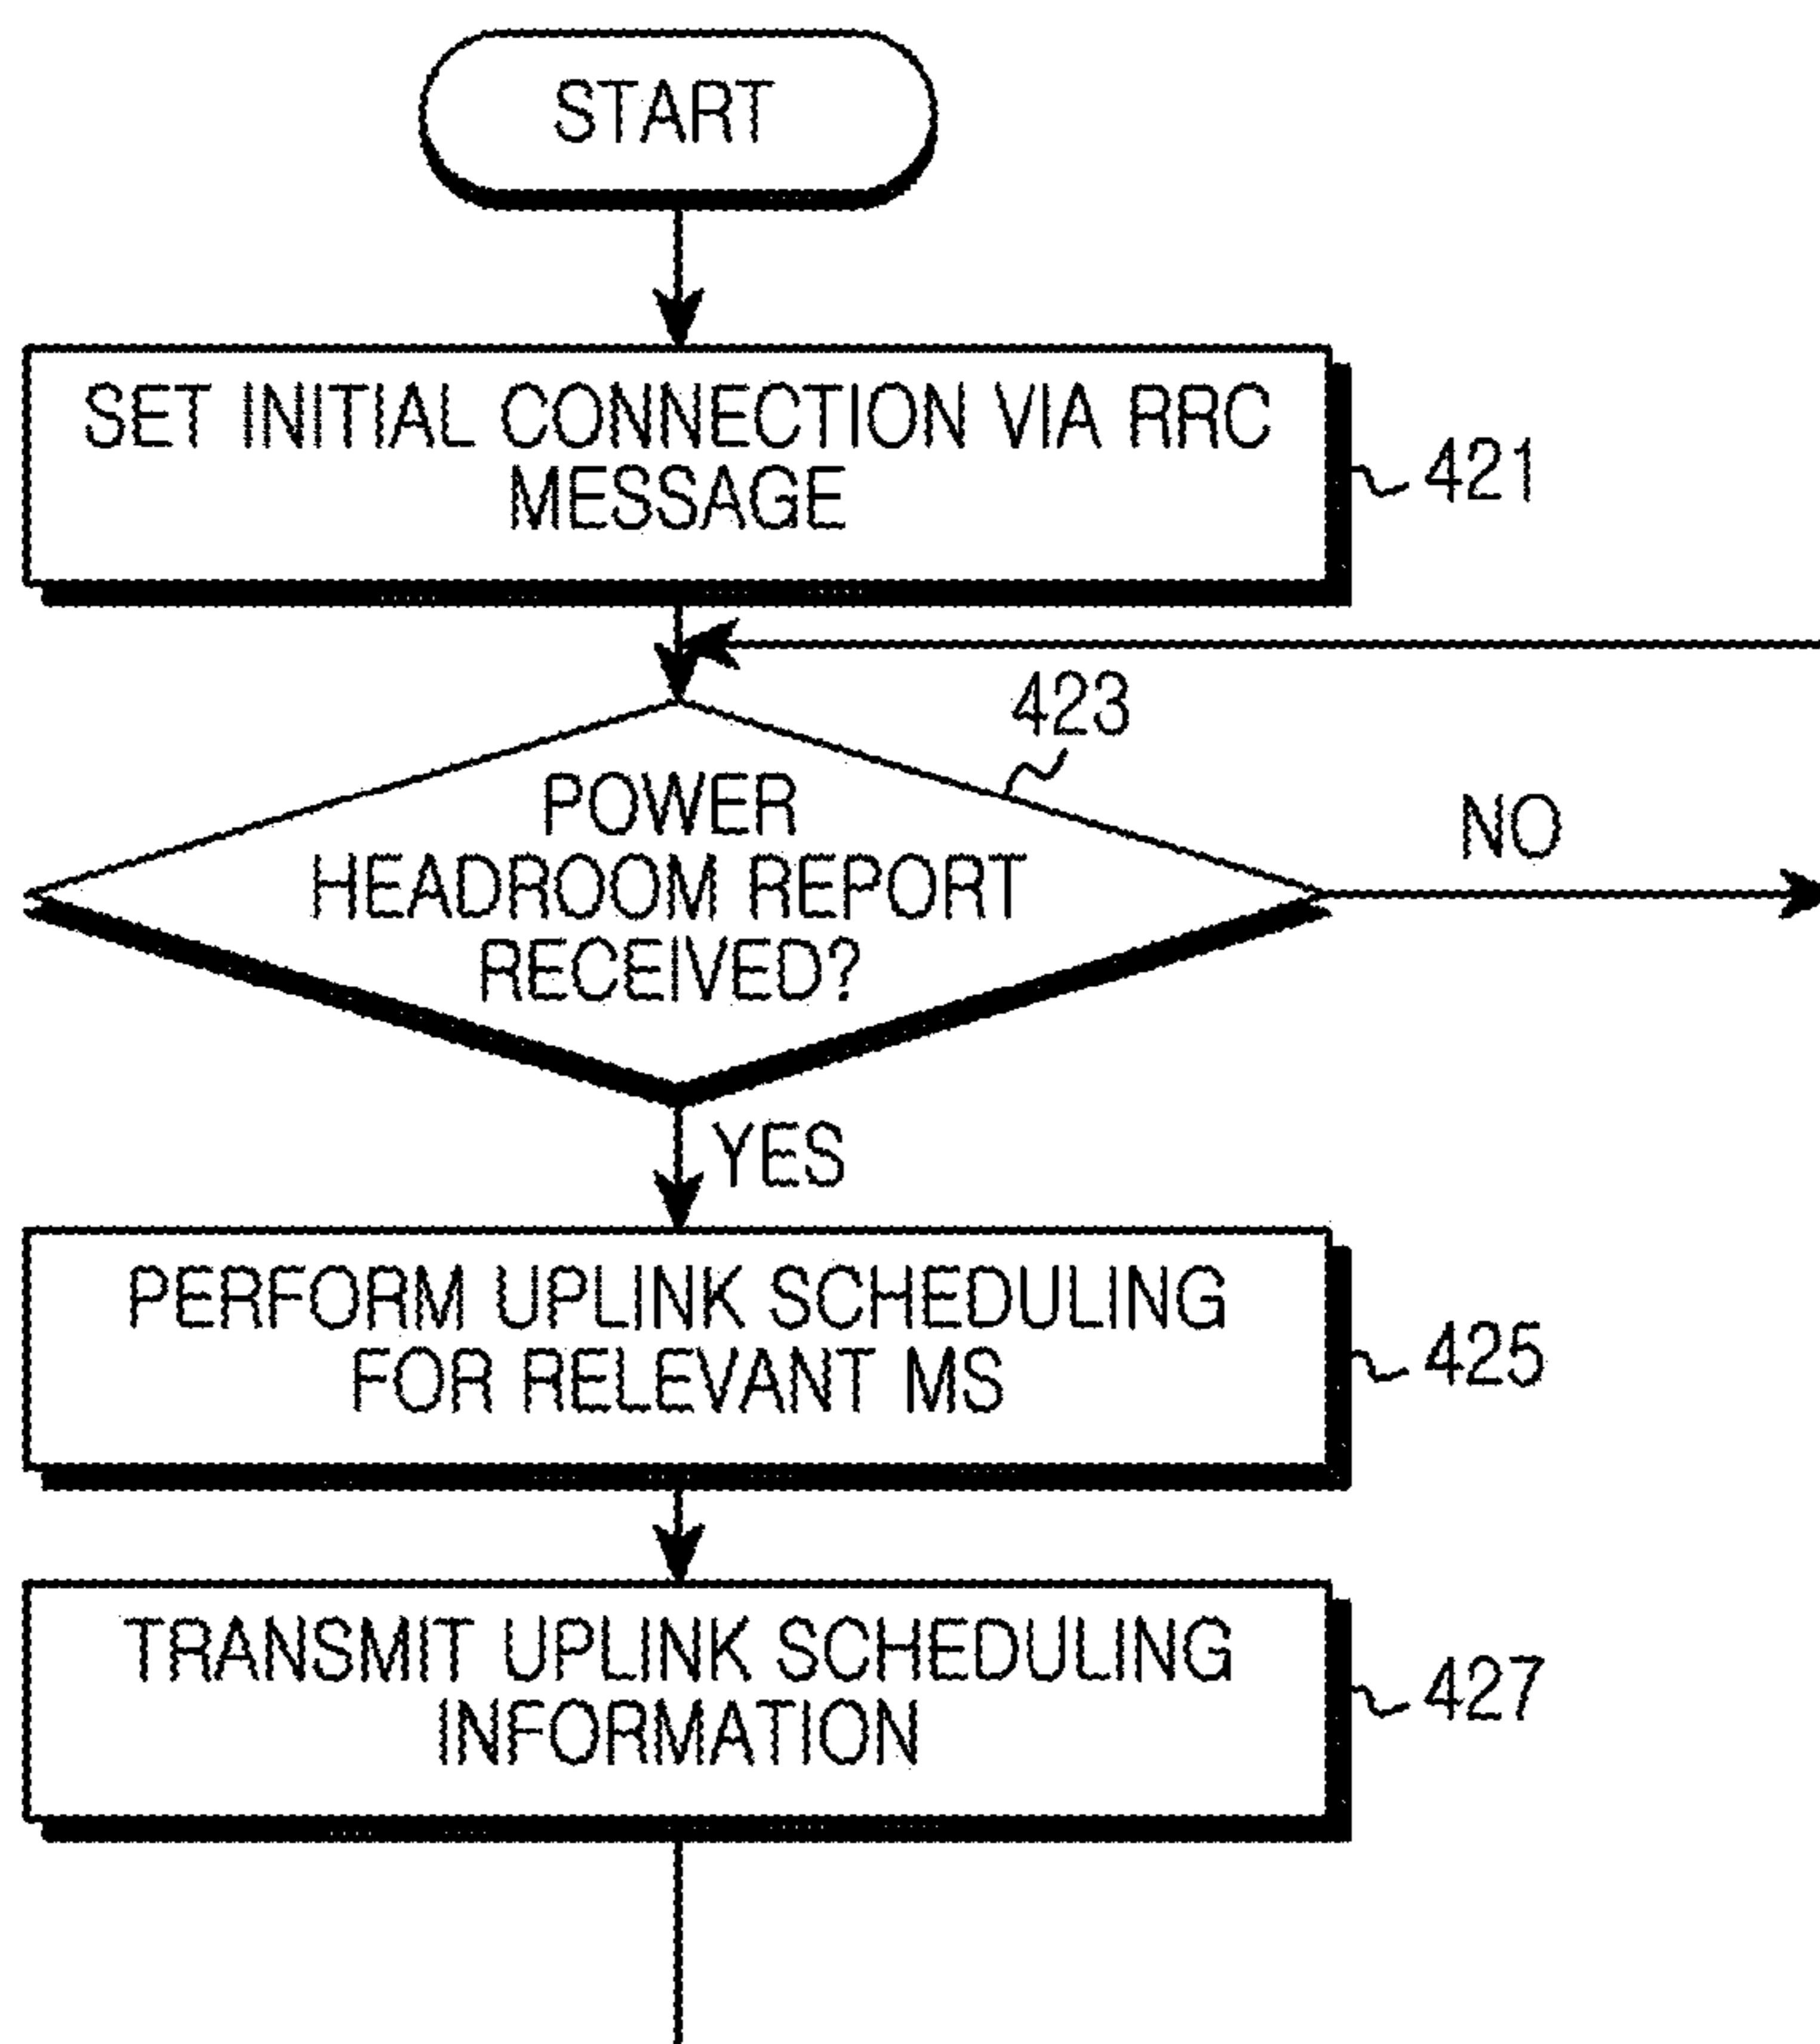 START
SET INITIAL CONNECTION VIA RRC
MESSAGE
421
423
POWER
HEADROOM REPORT
RECEIVED?
NO
YES
PERFORM UPLINK SCHEDULING
FOR RELEVANT MS
425
TRANSMIT UPLINK SCHEDULING
INFORMATION
427